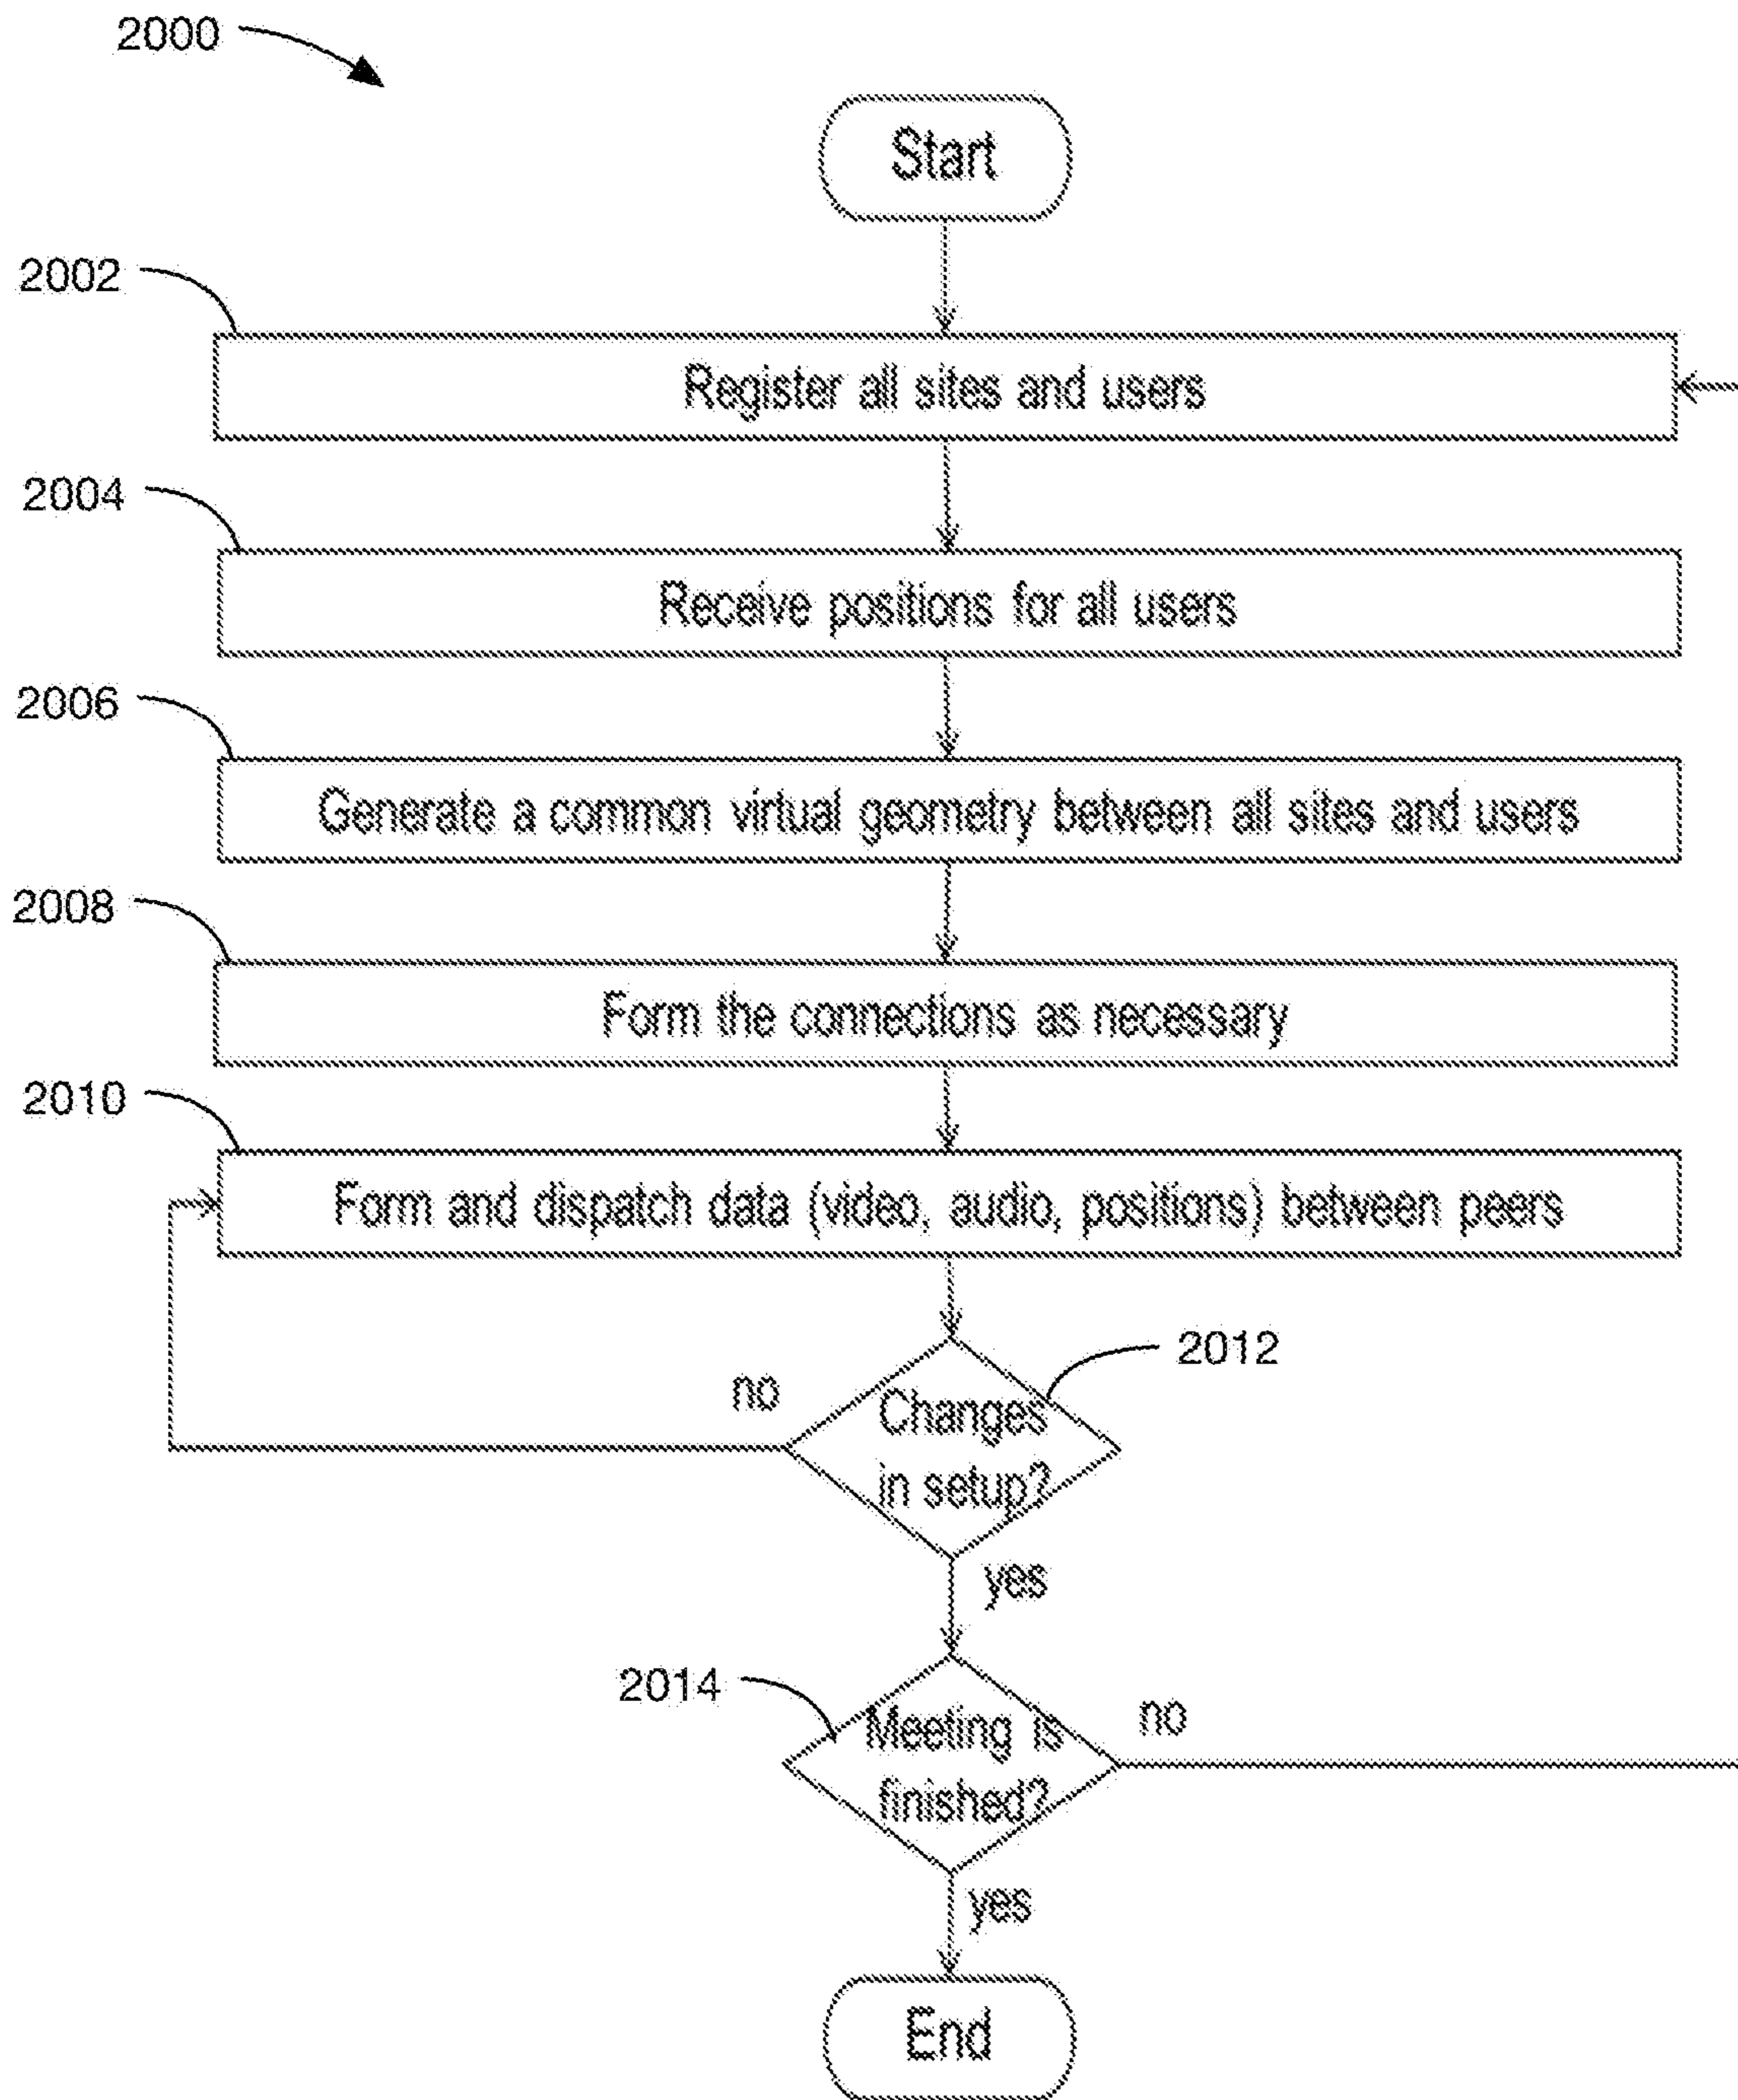 2000
Start
2002
Register all sites and users
2004
Receive positions for all users
2006
Generate a common virtual geometry between all sites and users
2008
Form the connections as necessary
2010
Form and dispatch data (video, audio, positions) between peers
2012
no
Changes
in setup?
yes
2014
Meeting is
finished?
no
yes
End